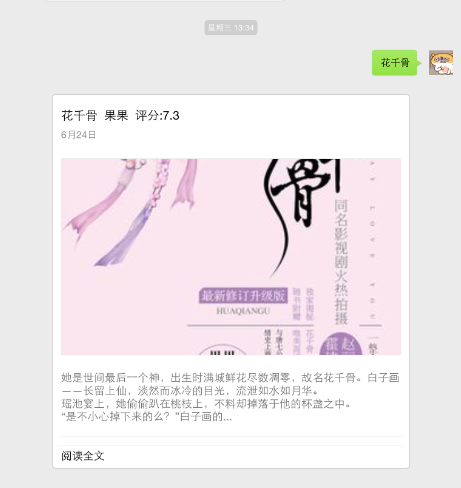 星期三 13:34
花千骨
花千骨 果果 评分:7.3
6月24日
骨
同名影视剧火热拍摄
LOVE YOU
最新修订升级版
HUAQIANGU
她是世间最后一个神，出生时满城鲜花尽数凋零，故名花千骨。白子画
——长留上仙，淡然而冰冷的目光，流泄如水如月华。
瑶池宴上，她偷偷趴在桃枝上，不料却掉落于他的杯盏之中。
“是不小心掉下来的么？”白子画的...
阅读全文